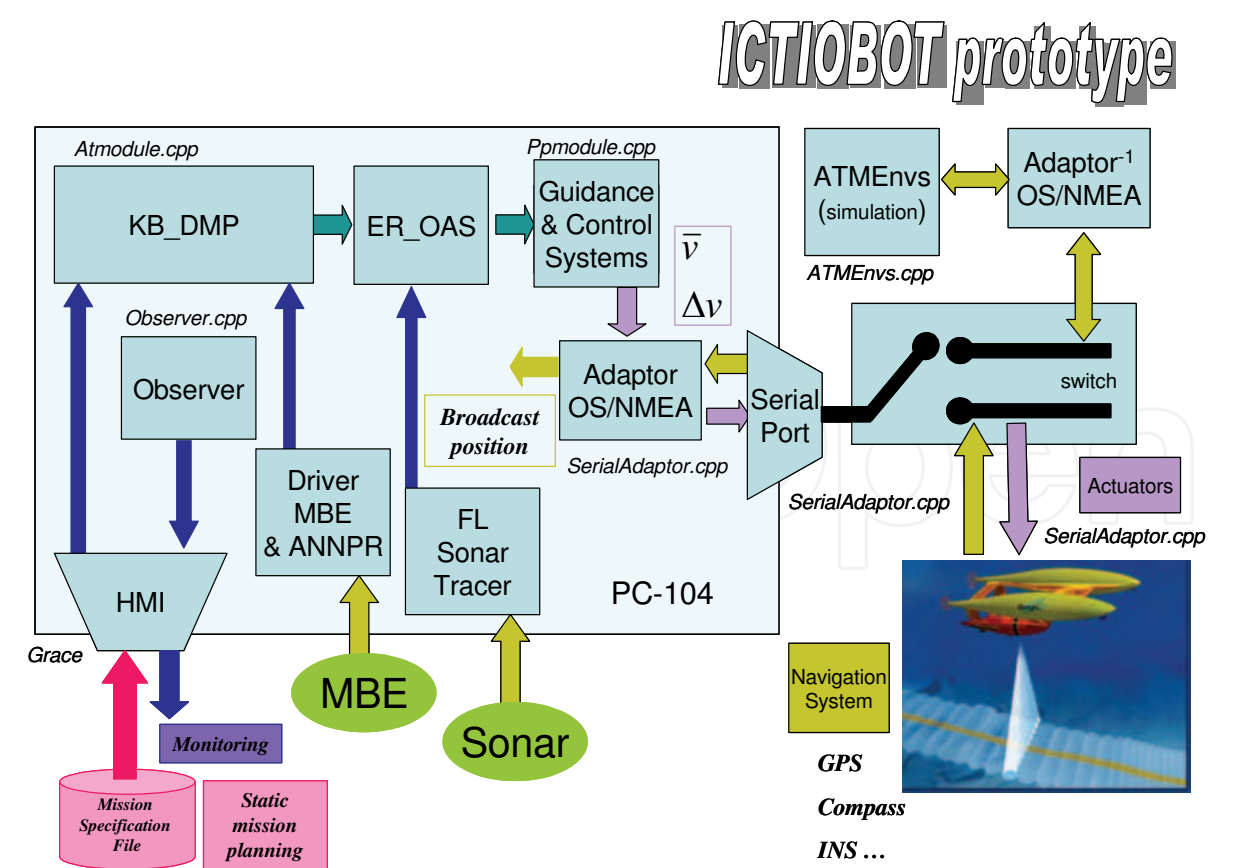 ICTIOBOT prototype
Atmodule.cpp
KB_DMP
ER_OAS
Ppmodule.cpp
Guidance
& Control
Systems
v̅
Δv
ATMEnvs
(simulation)
ATMEnvs.cpp
Adaptor⁻¹
OS/NMEA
Observer.cpp
Observer
Driver
MBE
& ANNPR
FL
Sonar
Tracer
Broadcast
position
Adaptor
OS/NMEA
SerialAdaptor.cpp
Serial
Port
switch
SerialAdaptor.cpp
Actuators
SerialAdaptor.cpp
PC-104
HMI
Grace
MBE
Sonar
Monitoring
Mission
Specification
File
Static
mission
planning
Navigation
System
GPS
Compass
INS ...
open